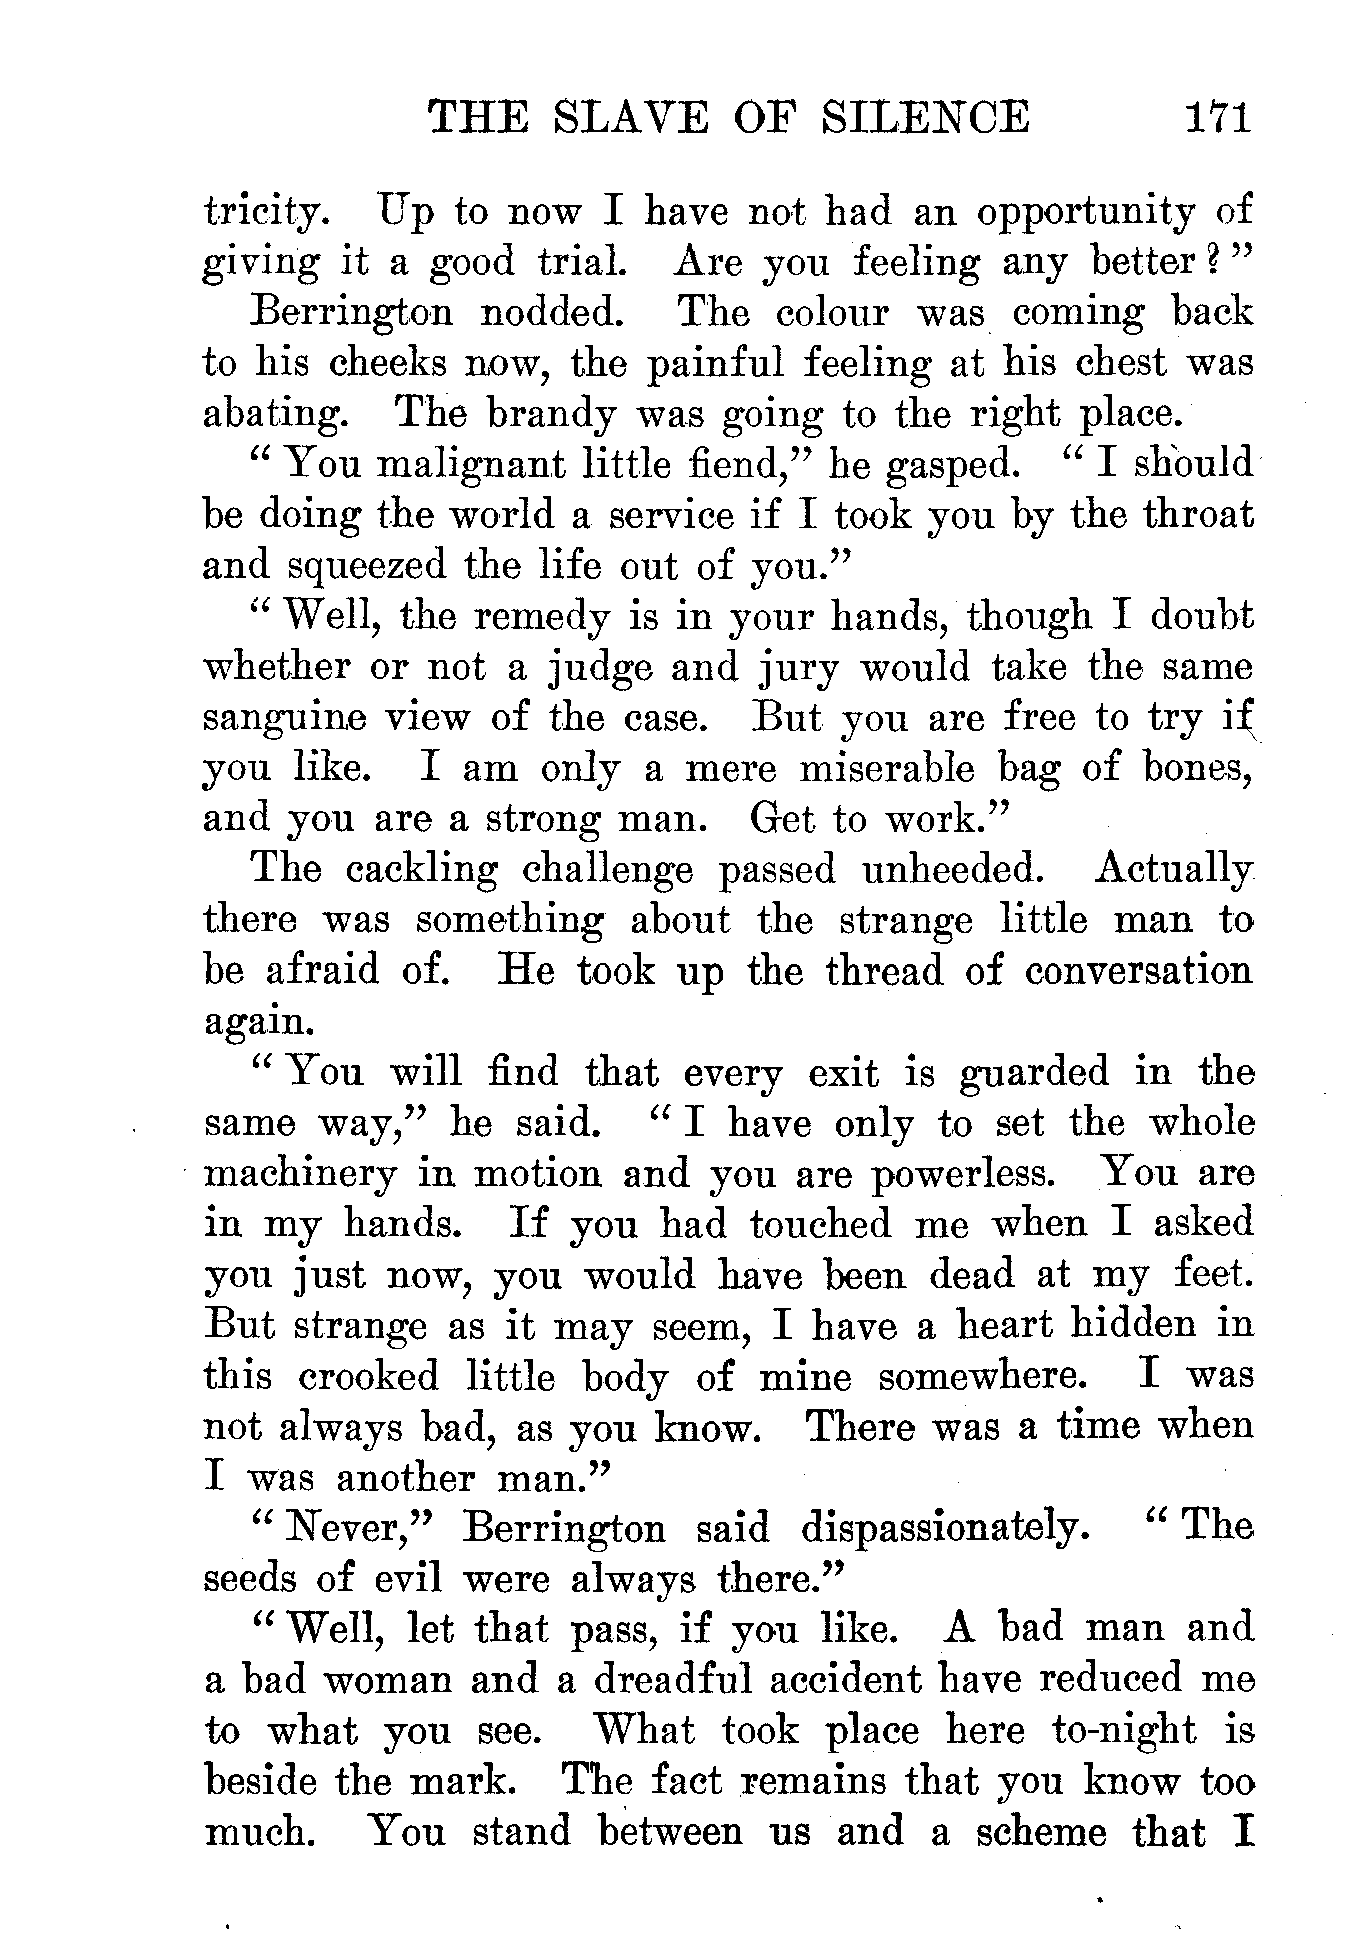 THE SLAVE OF SILENCE 171
tricity. Up to now I have not had an opportunity of
giving it a good trial. Are you feeling any better?"
Berrington nodded. The colour was coming back
to his cheeks now, the painful feeling at his chest was
abating. The brandy was going to the right place.
"You malignant little fiend," he gasped. "I should
be doing the world a service if I took you by the throat
and squeezed the life out of you."
"Well, the remedy is in your hands, though I doubt
whether or not a judge and jury would take the same
sanguine view of the case. But you are free to try if
you like. I am only a mere miserable bag of bones,
and you are a strong man. Get to work."
The cackling challenge passed unheeded. Actually
there was something about the strange little man to
be afraid of. He took up the thread of conversation
again.
"You will find that every exit is guarded in the
same way," he said. "I have only to set the whole
machinery in motion and you are powerless. You are
in my hands. If you had touched me when I asked
you just now, you would have been dead at my feet.
But strange as it may seem, I have a heart hidden in
this crooked little body of mine somewhere. I was
not always bad, as you know. There was a time when
I was another man."
"Never," Berrington said dispassionately. "The
seeds of evil were always there."
"Well, let that pass, if you like. A bad man and
a bad woman and a dreadful accident have reduced me
to what you see. What took place here to-night is
beside the mark. The fact remains that you know too
much. You stand between us and a scheme that I